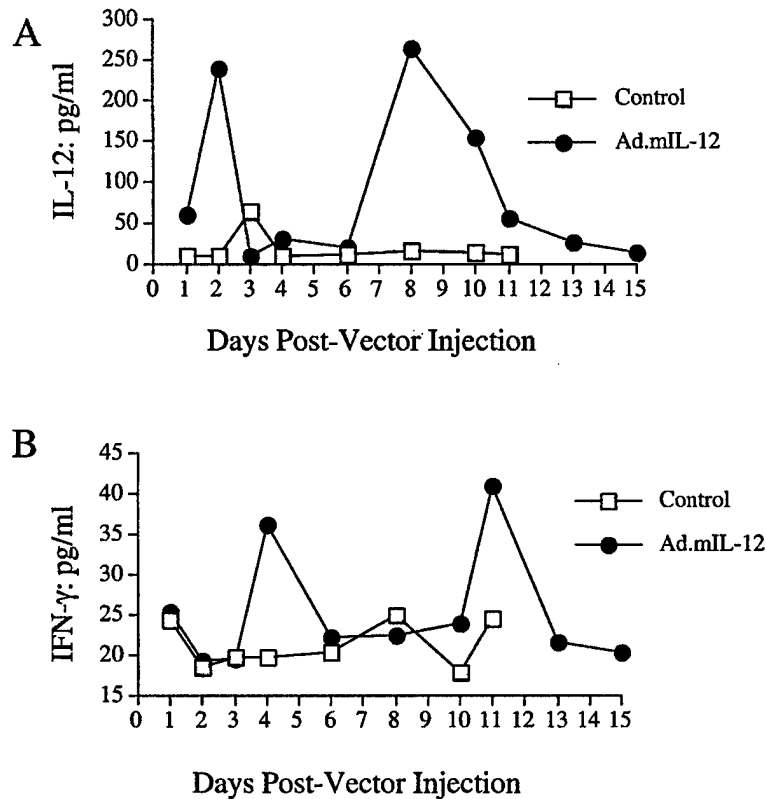 A
IL-12: pg/ml
300
250
200
150
100
50
0
Control
Ad.mIL-12
0 1 2 3 4 5 6 7 8 9 10 11 12 13 14 15
Days Post-Vector Injection
B
IFN-γ: pg/ml
45
40
35
30
25
20
15
Control
Ad.mIL-12
0 1 2 3 4 5 6 7 8 9 10 11 12 13 14 15
Days Post-Vector Injection